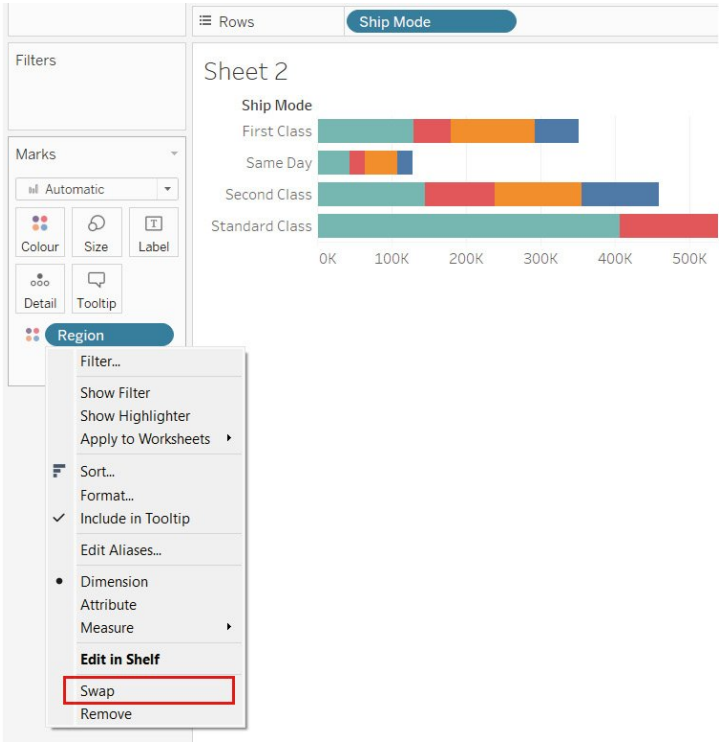 Rows
Ship Mode
Filters
Marks
Automatic
Colour
Size
Label
Detail
Tooltip
Region
Filter...
Show Filter
Show Highlighter
Apply to Worksheets
Sort...
Format...
Include in Tooltip
Edit Aliases...
Dimension
Attribute
Measure
Edit in Shelf
Swap
Remove
Sheet 2
Ship Mode
First Class
Same Day
Second Class
Standard Class
0K 100K 200K 300K 400K 500K